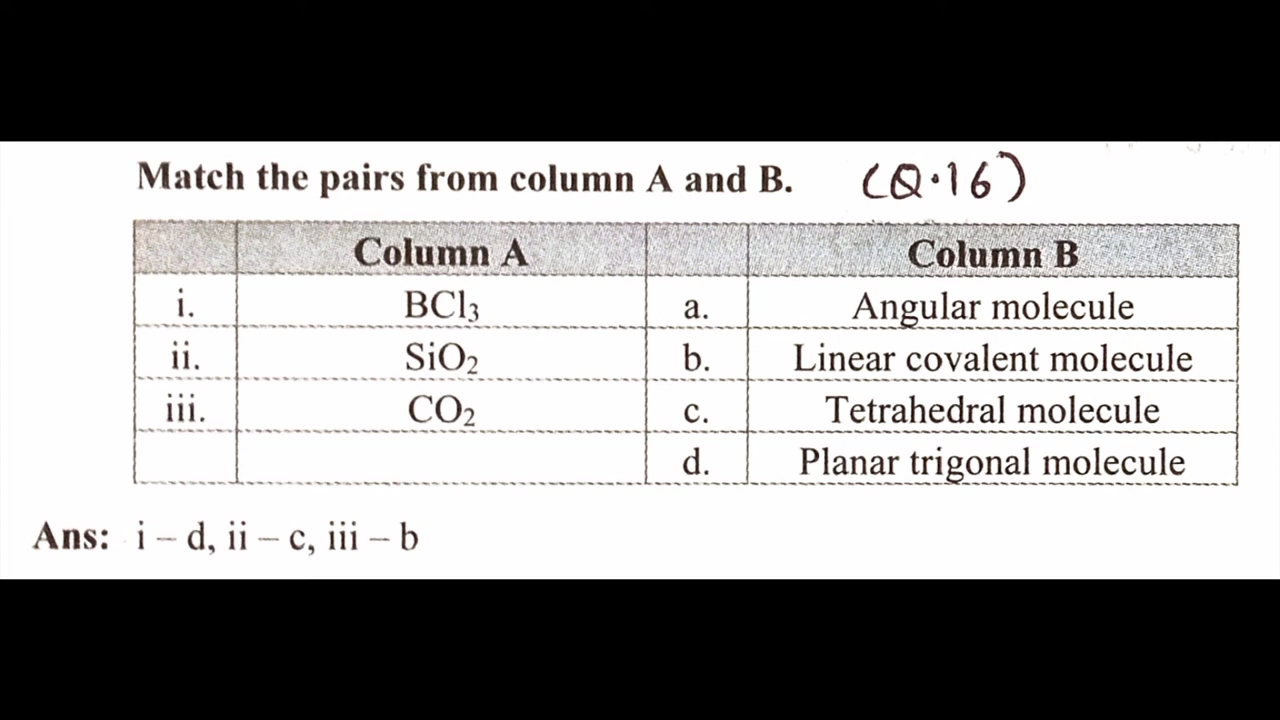 Match the pairs from column A and B. (Q.16)
Column A Column B
i. BCl₃ a. Angular molecule
ii. SiO₂ b. Linear covalent molecule
iii. CO₂ c. Tetrahedral molecule
d. Planar trigonal molecule
Ans: i – d, ii – c, iii – b